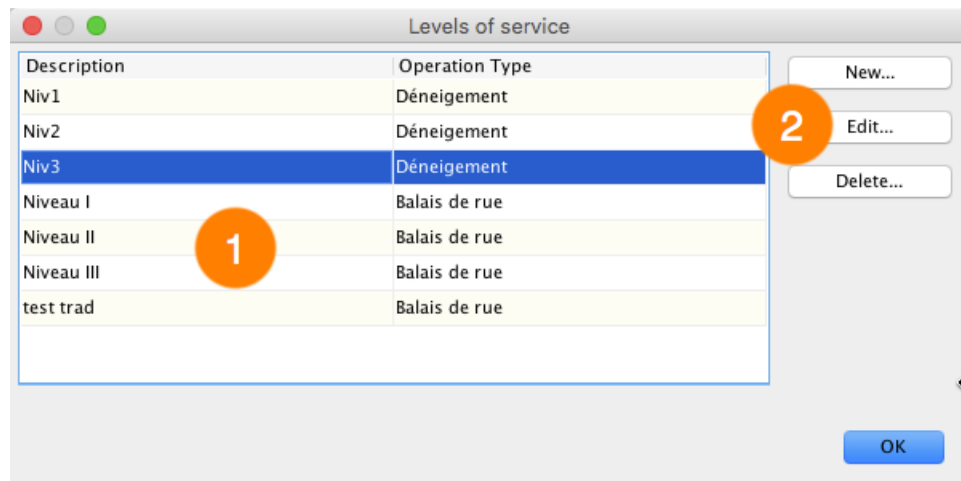 Levels of service
Description Operation Type
Niv1 Déneigement
Niv2 Déneigement
Niv3 Déneigement
Niveau I Balais de rue
Niveau II Balais de rue
Niveau III Balais de rue
test trad Balais de rue
1
New...
2 Edit...
Delete...
OK